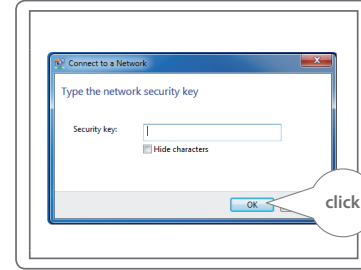 Connect to a Network
Type the network security key
Security key:
Hide characters
OK
click